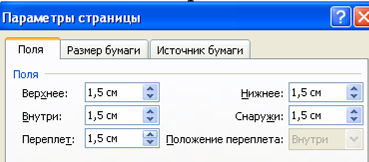 Параметры страницы
Поля Размер бумаги Источник бумаги
Поля
Верхнее: 1,5 см Нижнее: 1,5 см
Внутри: 1,5 см Снаружи: 1,5 см
Переплет: 1,5 см Положение переплета: Внутри